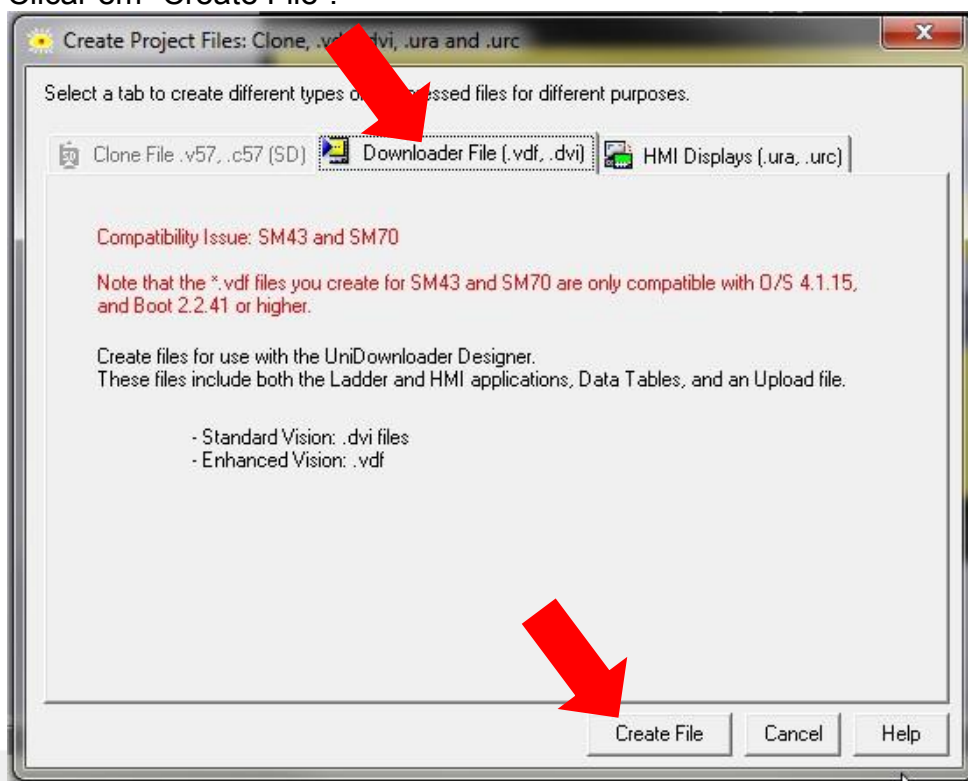 Clicar em "Create File".
Create Project Files: Clone, .vdf, .dvi, .ura and .urc
Select a tab to create different types of files for different purposes.
Clone File .v57, .c57 (SD)
Downloader File (.vdf, .dvi)
HMI Displays (.ura, .urc)
Compatibility Issue: SM43 and SM70
Note that the *.vdf files you create for SM43 and SM70 are only compatible with O/S 4.1.15,
and Boot 2.2.41 or higher.
Create files for use with the UniDownloader Designer.
These files include both the Ladder and HMI applications, Data Tables, and an Upload file.
- Standard Vision: .dvi files
- Enhanced Vision: .vdf
Create File
Cancel
Help